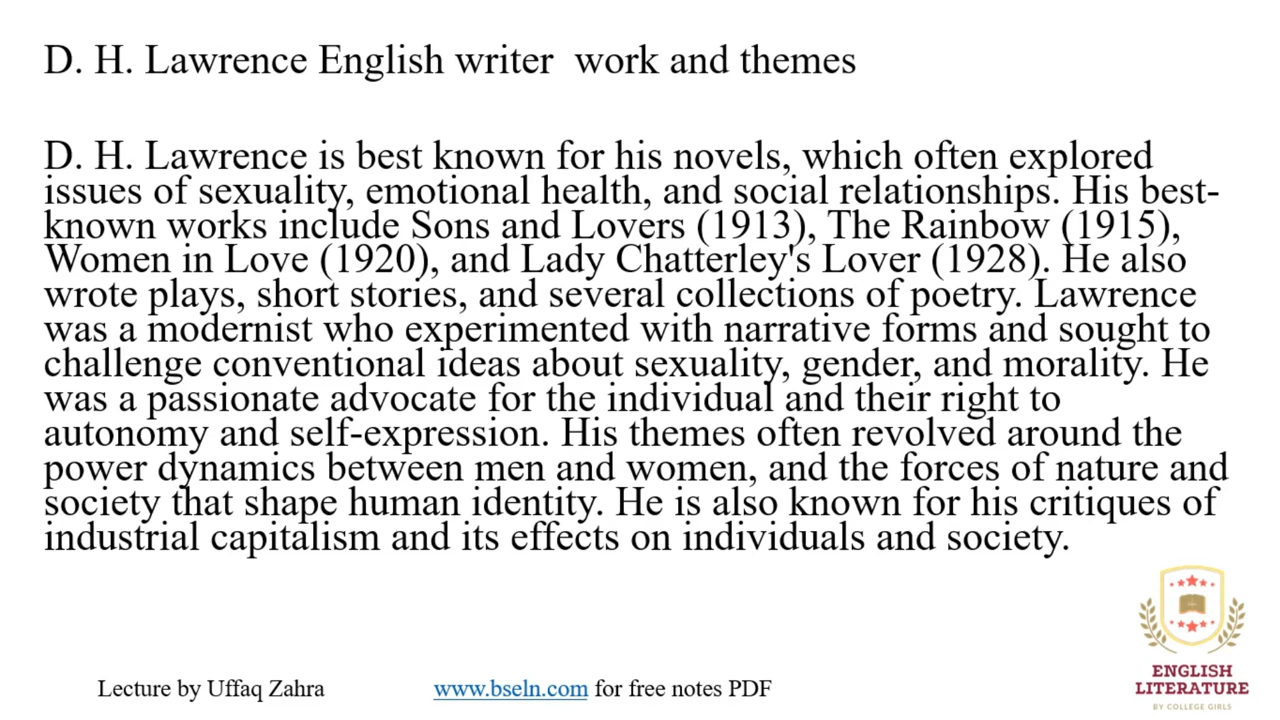 D. H. Lawrence English writer  work and themes
D. H. Lawrence is best known for his novels, which often explored
issues of sexuality, emotional health, and social relationships. His best-
known works include Sons and Lovers (1913), The Rainbow (1915),
Women in Love (1920), and Lady Chatterley's Lover (1928). He also
wrote plays, short stories, and several collections of poetry. Lawrence
was a modernist who experimented with narrative forms and sought to
challenge conventional ideas about sexuality, gender, and morality. He
was a passionate advocate for the individual and their right to
autonomy and self-expression. His themes often revolved around the
power dynamics between men and women, and the forces of nature and
society that shape human identity. He is also known for his critiques of
industrial capitalism and its effects on individuals and society.
ENGLISH
LITERATURE
BY COLLEGE GIRLS
Lecture by Uffaq Zahra
www.bseln.com for free notes PDF